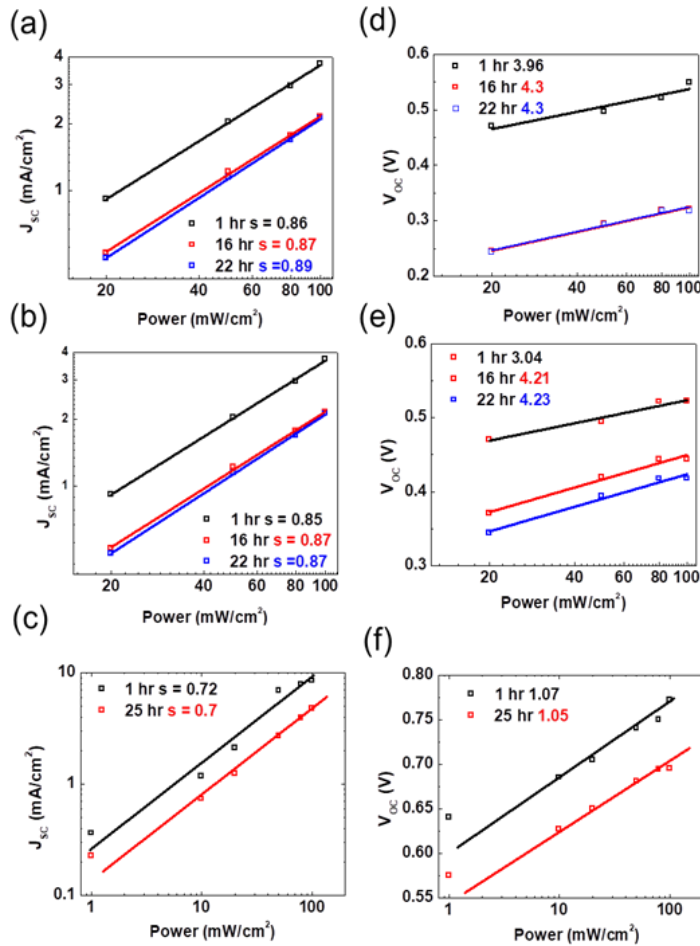 (a)
4
2
1
J_SC (mA/cm²)
1 hr s = 0.86
16 hr s = 0.87
22 hr s =0.89
20 40 60 80 100
Power (mW/cm²)
(d)
0.6
0.5
0.4
0.3
0.2
V_OC (V)
1 hr 3.96
16 hr 4.3
22 hr 4.3
20 40 60 80 100
Power (mW/cm²)
(b)
4
3
2
1
J_SC (mA/cm²)
1 hr s = 0.85
16 hr s = 0.87
22 hr s =0.87
20 40 60 80 100
Power (mW/cm²)
(e)
0.6
0.5
0.4
0.3
V_OC (V)
1 hr 3.04
16 hr 4.21
22 hr 4.23
20 40 60 80 100
Power (mW/cm²)
(c)
10
1
0.1
J_SC (mA/cm²)
1 hr s = 0.72
25 hr s = 0.7
1 10 100
Power (mW/cm²)
(f)
0.80
0.75
0.70
0.65
0.60
0.55
V_OC (V)
1 hr 1.07
25 hr 1.05
1 10 100
Power (mW/cm²)